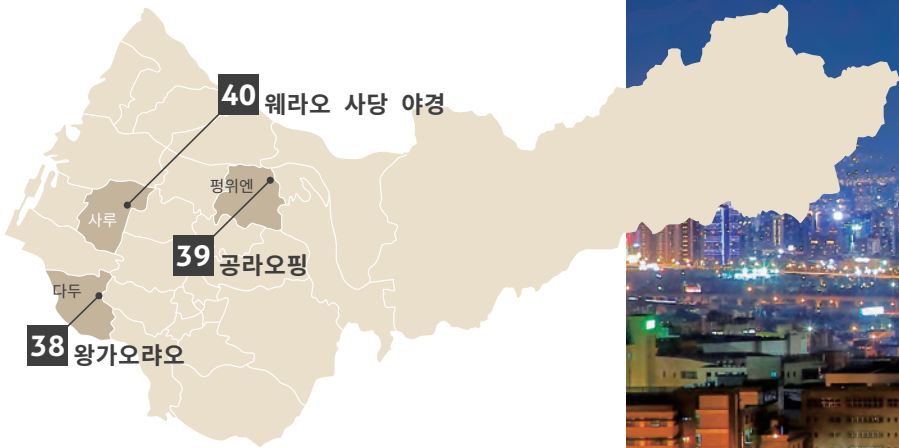 40 웨라오 사당 야경
펑위엔
사루
39 공라오핑
다두
38 왕가오랴오